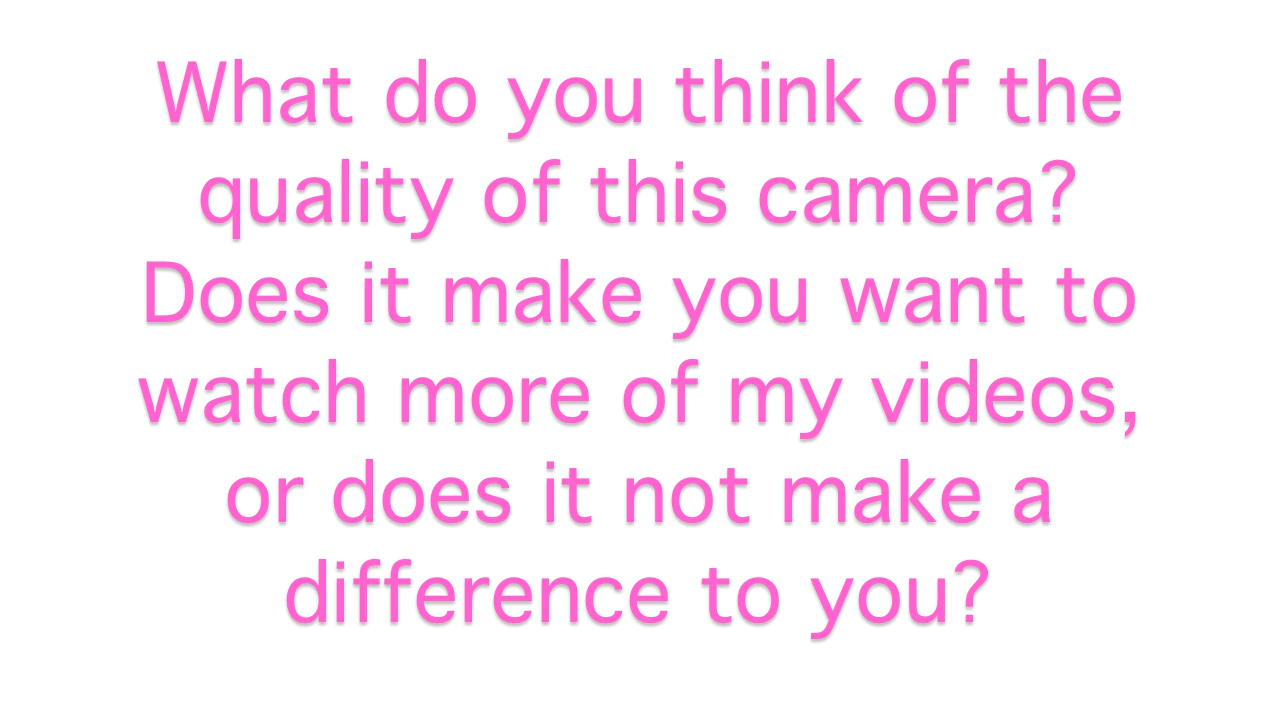 What do you think of the
quality of this camera?
Does it make you want to
watch more of my videos,
or does it not make a
difference to you?